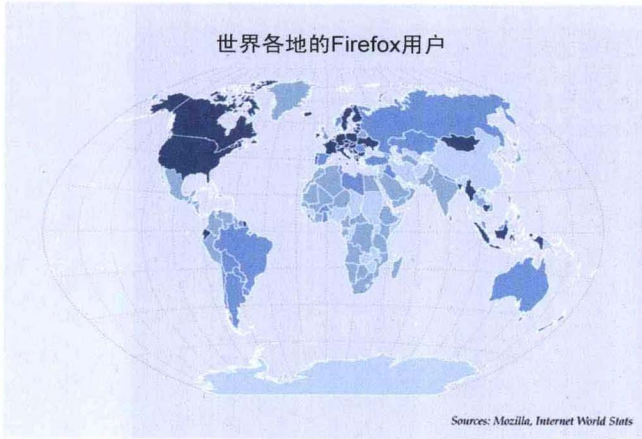 世界各地的Firefox用户
Sources: Mozilla, Internet World Stats